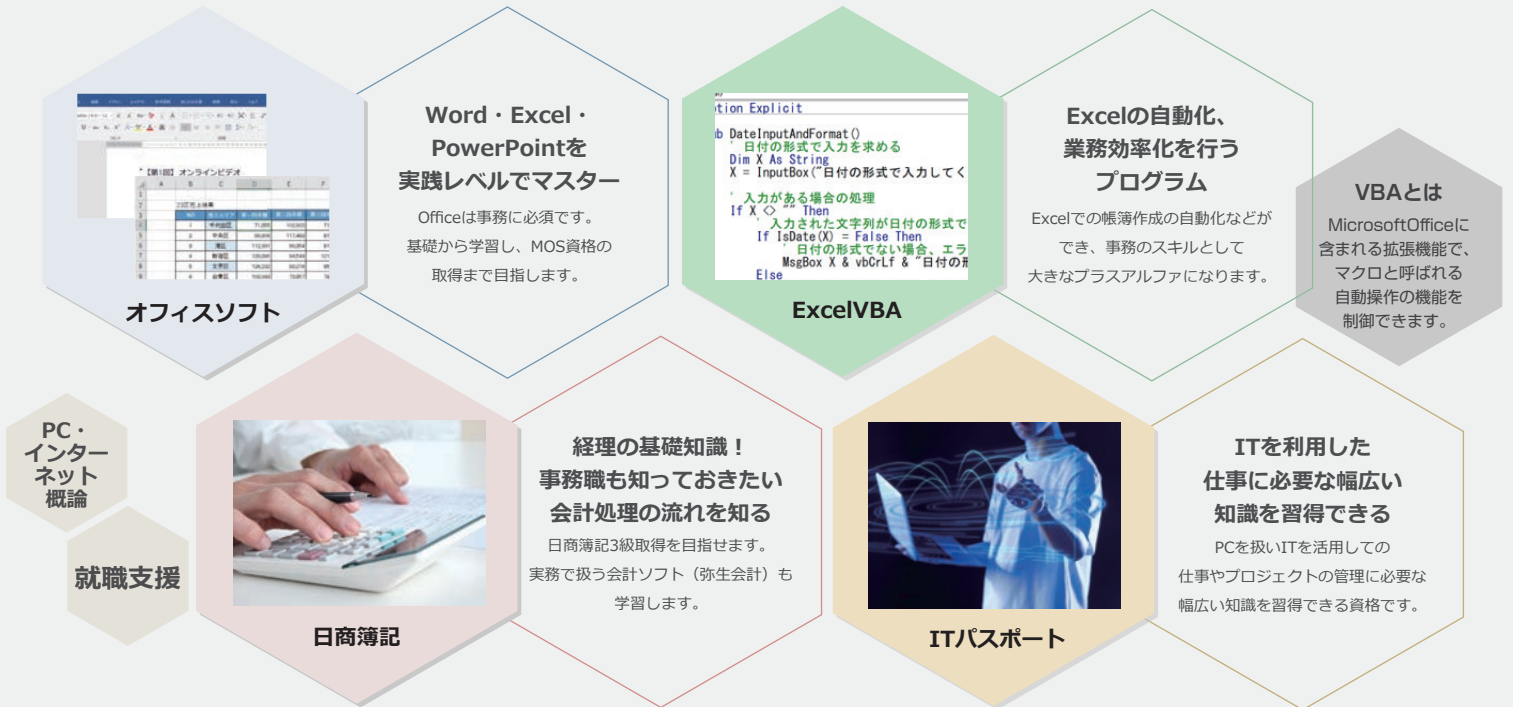 【第1回】オンラインビデオ
A B C D E F
23区売上結果
オフィスソフト
Word・Excel・
PowerPointを
実践レベルでマスター
Officeは事務に必須です。
基礎から学習し、MOS資格の
取得まで目指します。
tion Explicit
b DateInputAndFormat()
' 日付の形式で入力を求める
Dim X As String
X = InputBox("日付の形式で入力してく
' 入力がある場合の処理
If X <> "" Then
' 入力された文字列が日付の形式で
If IsDate(X) = False Then
' 日付の形式でない場合、エラ
MsgBox X & vbCrLf & "日付の形
Else
ExcelVBA
Excelの自動化、
業務効率化を行う
プログラム
Excelでの帳簿作成の自動化などが
でき、事務のスキルとして
大きなプラスアルファになります。
VBAとは
MicrosoftOfficeに
含まれる拡張機能で、
マクロと呼ばれる
自動操作の機能を
制御できます。
PC・
インター
ネット
概論
就職支援
日商簿記
経理の基礎知識！
事務職も知っておきたい
会計処理の流れを知る
日商簿記3級取得を目指せます。
実務で扱う会計ソフト（弥生会計）も
学習します。
ITパスポート
ITを利用した
仕事に必要な幅広い
知識を習得できる
PCを扱いITを活用しての
仕事やプロジェクトの管理に必要な
幅広い知識を習得できる資格です。